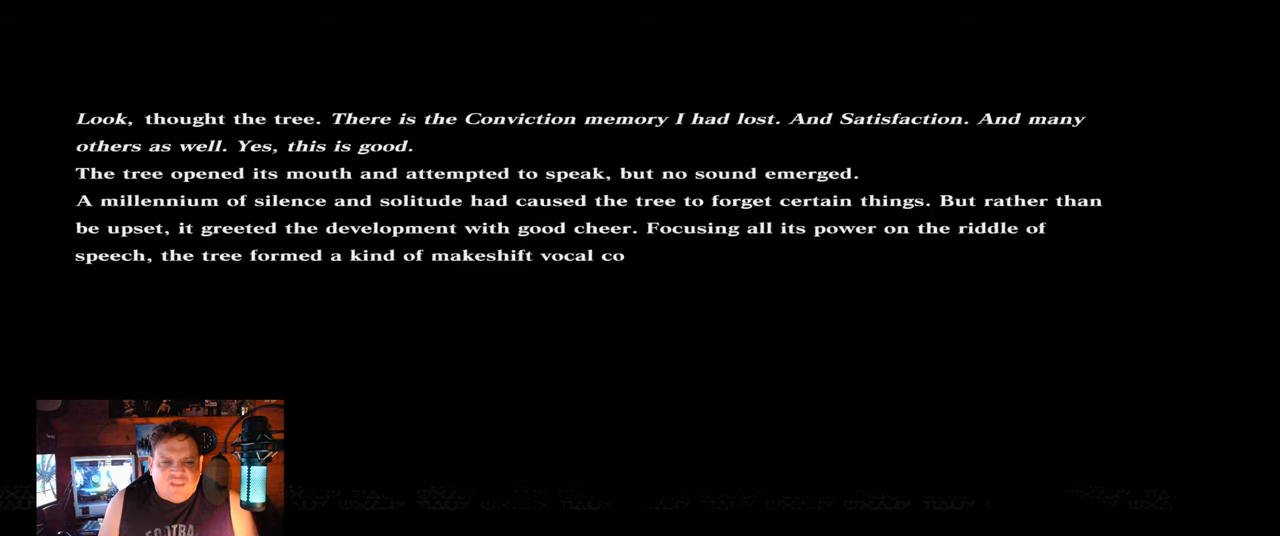 Look, thought the tree. There is the Conviction memory I had lost. And Satisfaction. And many
others as well. Yes, this is good.
The tree opened its mouth and attempted to speak, but no sound emerged.
A millennium of silence and solitude had caused the tree to forget certain things. But rather than
be upset, it greeted the development with good cheer. Focusing all its power on the riddle of
speech, the tree formed a kind of makeshift vocal co